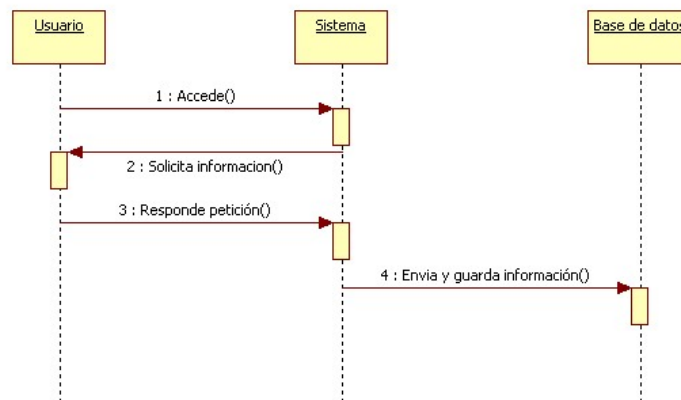 Usuario
Sistema
Base de datos
1 : Accede()
2 : Solicita informacion()
3 : Responde petición()
4 : Envia y guarda información()